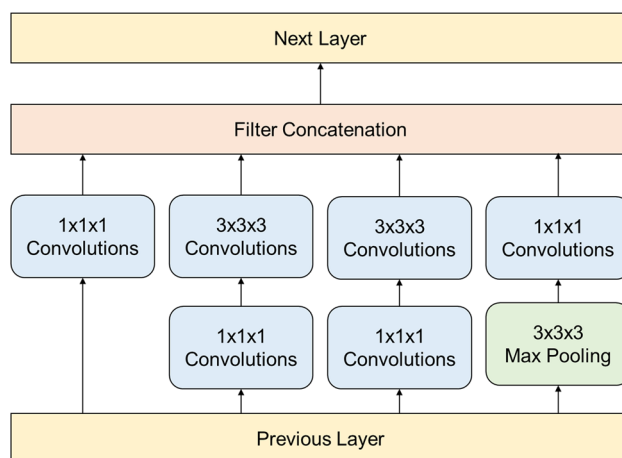 Next Layer
Filter Concatenation
1x1x1
Convolutions
3x3x3
Convolutions
3x3x3
Convolutions
1x1x1
Convolutions
1x1x1
Convolutions
1x1x1
Convolutions
3x3x3
Max Pooling
Previous Layer